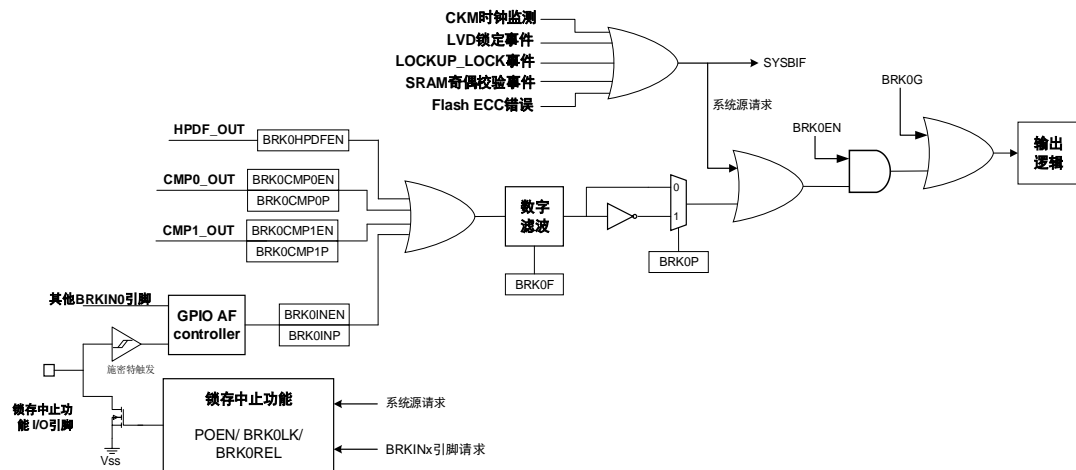 CKM时钟监测
LVD锁定事件
LOCKUP_LOCK事件
SRAM奇偶校验事件
Flash ECC错误
SYSBIF
系统源请求
BRK0G
BRK0EN
输出
逻辑
HPDF_OUT
BRK0HPDFEN
CMP0_OUT
BRK0CMP0EN
BRK0CMP0P
CMP1_OUT
BRK0CMP1EN
BRK0CMP1P
数字
滤波
BRK0F
0
1
BRK0P
其他BRKIN0引脚
GPIO AF
controller
BRK0INEN
BRK0INP
施密特触发
锁存中止功
能 I/O引脚
Vss
锁存中止功能
POEN/ BRK0LK/
BRK0REL
系统源请求
BRKINx引脚请求